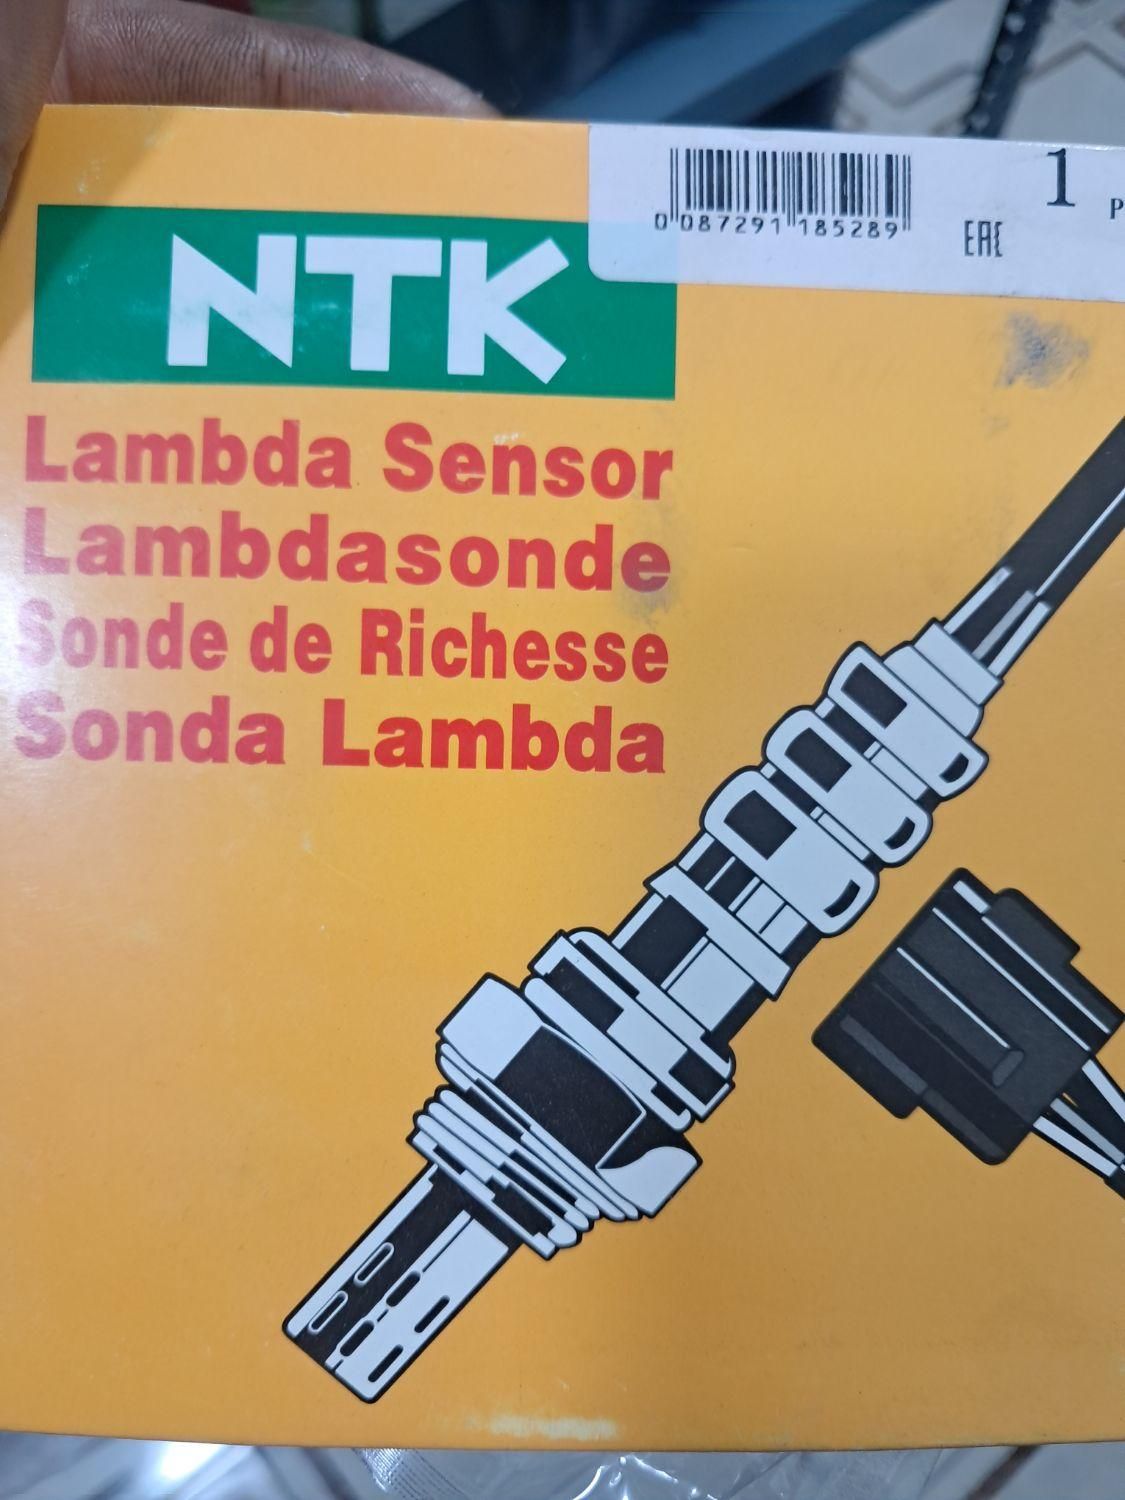 0 087291 185289
EAC
1 P
NTK
Lambda Sensor
Lambdasonde
Sonde de Richesse
Sonda Lambda